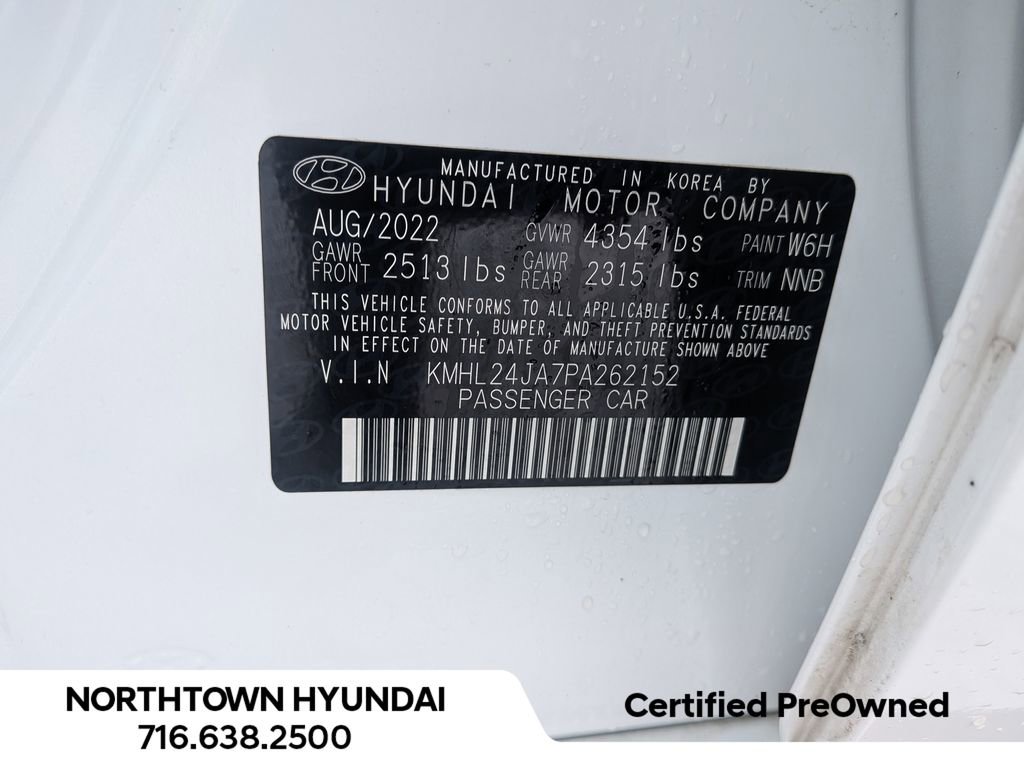 MANUFACTURED IN KOREA BY
HYUNDAI MOTOR COMPANY
AUG/2022 GVWR 4354 lbs PAINT W6H
GAWR FRONT 2513 lbs GAWR REAR 2315 lbs TRIM NNB
THIS VEHICLE CONFORMS TO ALL APPLICABLE U.S.A. FEDERAL
MOTOR VEHICLE SAFETY, BUMPER, AND THEFT PREVENTION STANDARDS
IN EFFECT ON THE DATE OF MANUFACTURE SHOWN ABOVE
V.I.N KMHL24JA7PA262152
PASSENGER CAR
NORTHTOWN HYUNDAI
716.638.2500
Certified PreOwned